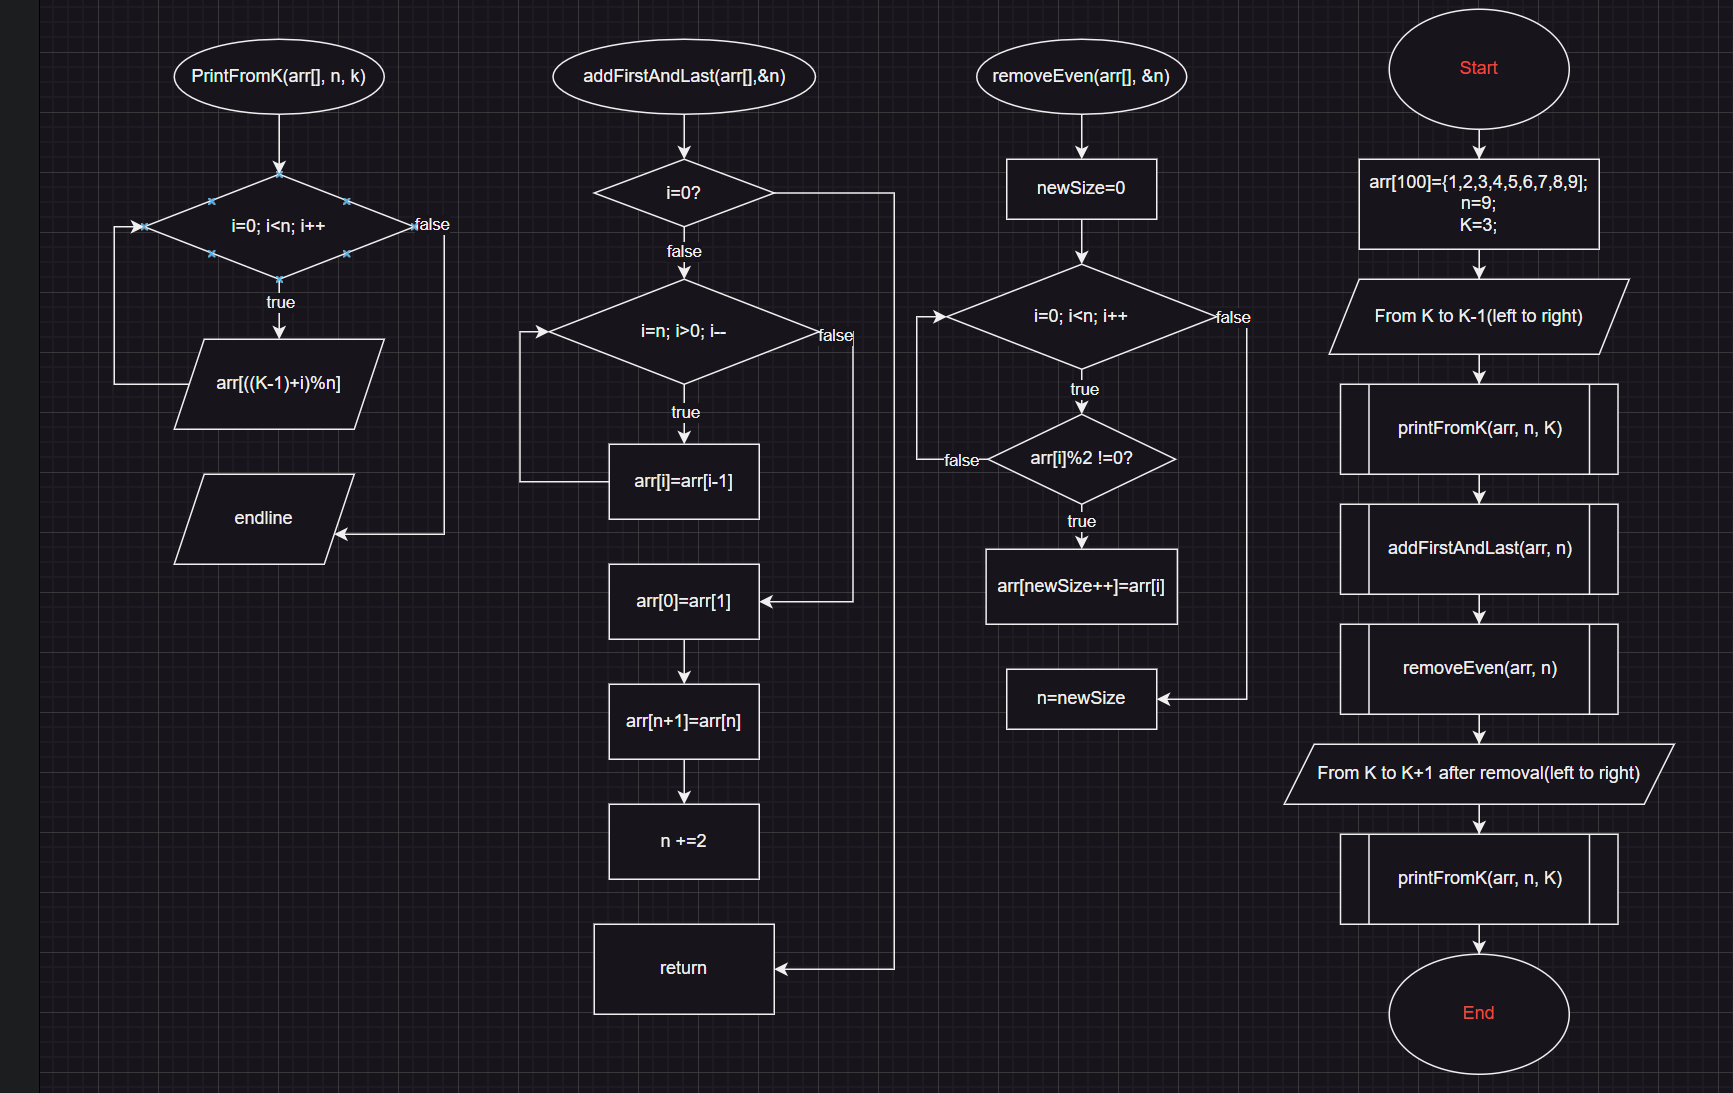 PrintFromK(arr[], n, k)
i=0; i<n; i++
false
true
arr[((K-1)+i)%n]
endline
addFirstAndLast(arr[],&n)
i=0?
false
i=n; i>0; i--
false
true
arr[i]=arr[i-1]
arr[0]=arr[1]
arr[n+1]=arr[n]
n +=2
return
removeEven(arr[], &n)
newSize=0
i=0; i<n; i++
false
true
arr[i]%2 !=0?
false
true
arr[newSize++]=arr[i]
n=newSize
Start
arr[100]={1,2,3,4,5,6,7,8,9];
n=9;
K=3;
From K to K-1(left to right)
printFromK(arr, n, K)
addFirstAndLast(arr, n)
removeEven(arr, n)
From K to K+1 after removal(left to right)
printFromK(arr, n, K)
End